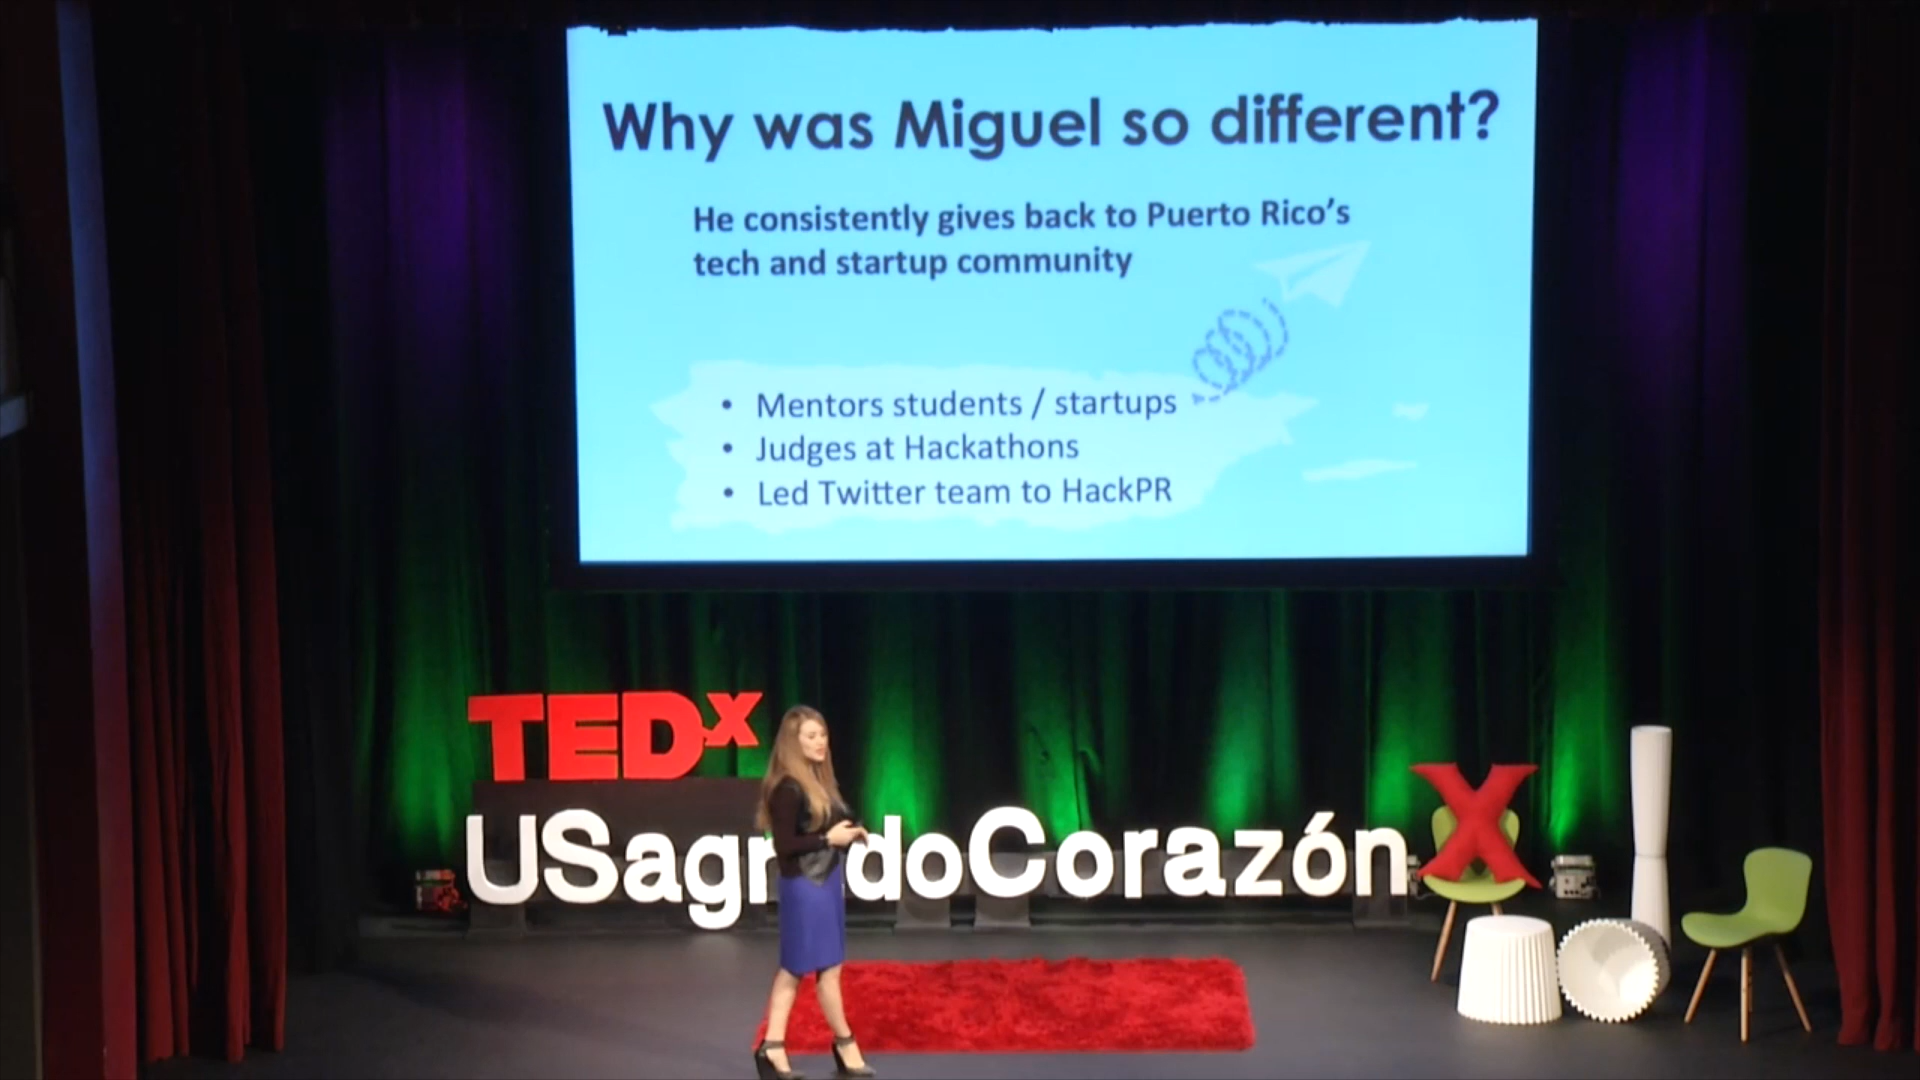 Why was Miguel so different?
He consistently gives back to Puerto Rico's
tech and startup community
• Mentors students / startups
• Judges at Hackathons
• Led Twitter team to HackPR
TEDx
USagr doCorazón
X